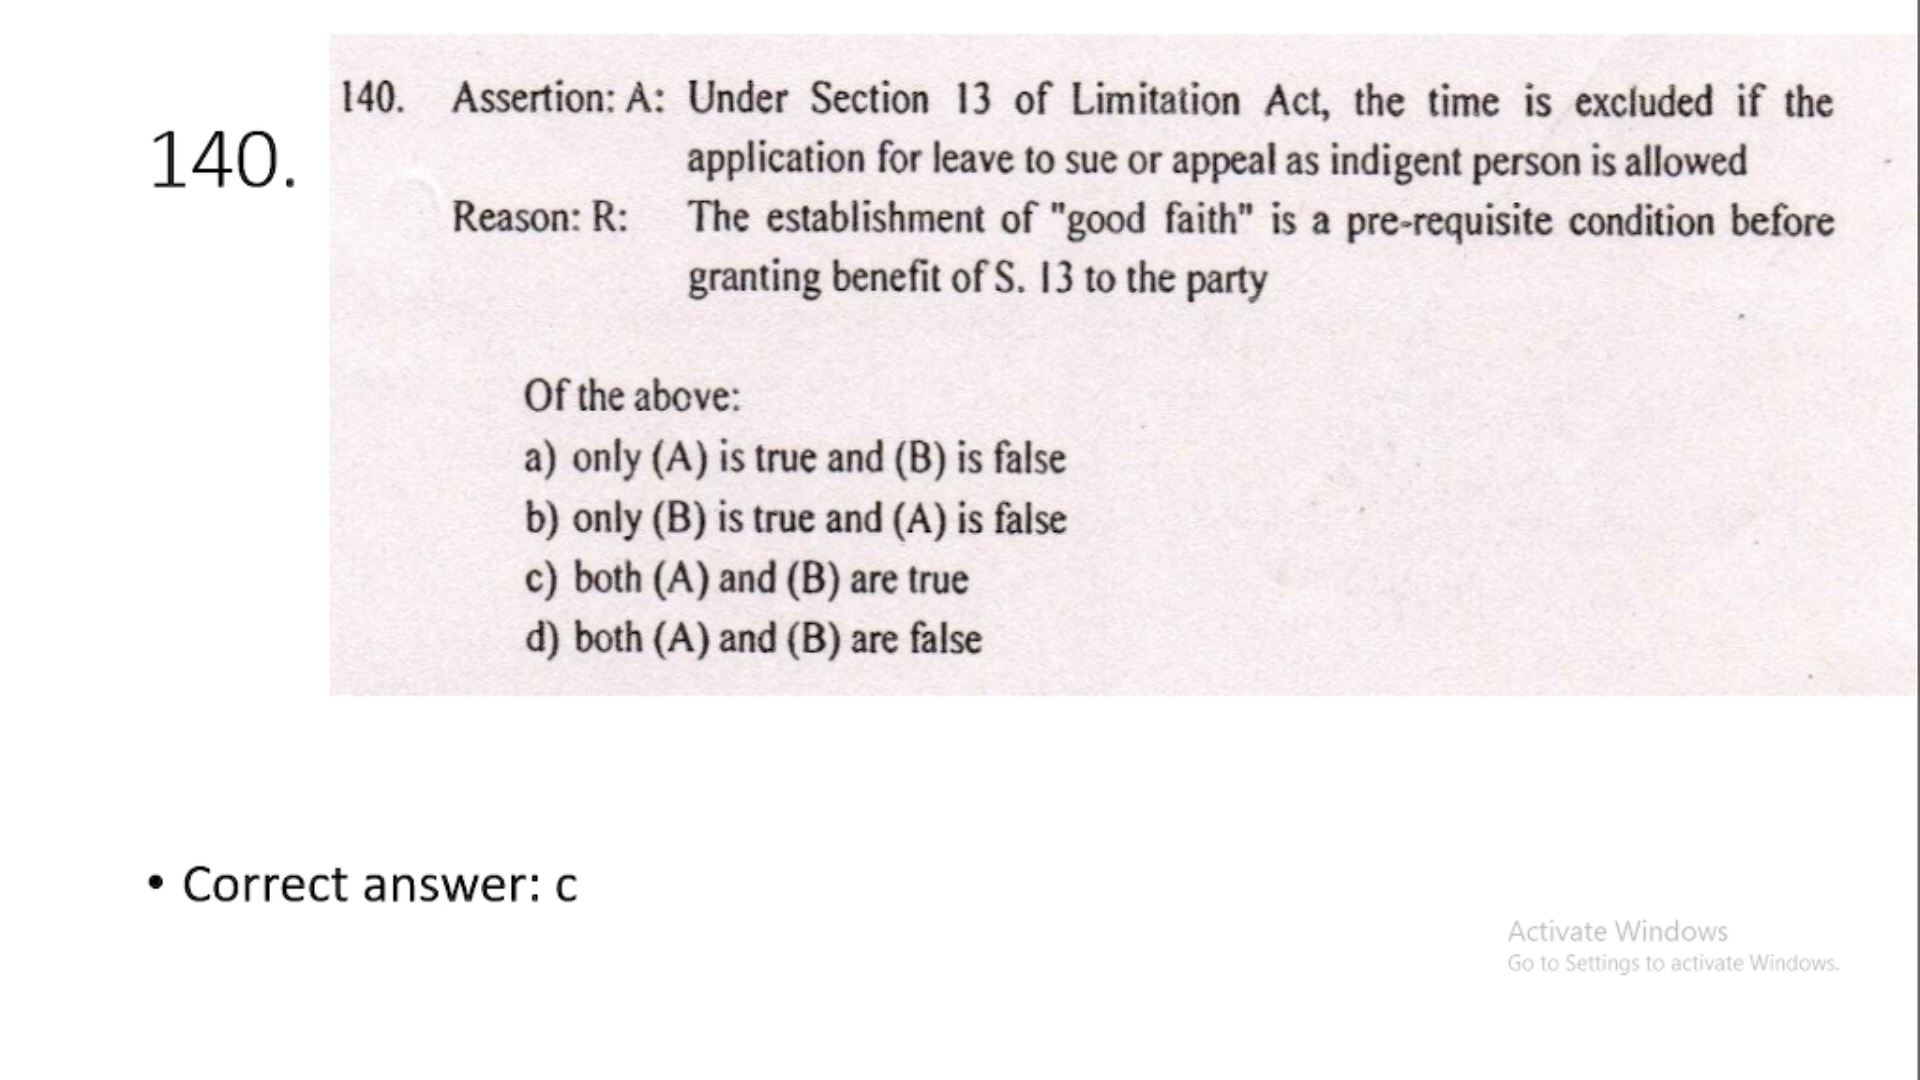 140.
140. Assertion: A: Under Section 13 of Limitation Act, the time is excluded if the
application for leave to sue or appeal as indigent person is allowed
Reason: R: The establishment of "good faith" is a pre-requisite condition before
granting benefit of S. 13 to the party
Of the above:
a) only (A) is true and (B) is false
b) only (B) is true and (A) is false
c) both (A) and (B) are true
d) both (A) and (B) are false
• Correct answer: c
Activate Windows
Go to Settings to activate Windows.